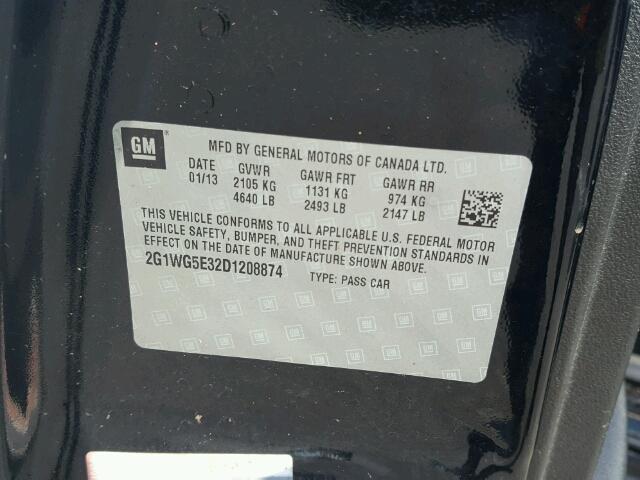 GM
MFD BY GENERAL MOTORS OF CANADA LTD.
DATE GVWR GAWR FRT GAWR RR
01/13 2105 KG 1131 KG 974 KG
4640 LB 2493 LB 2147 LB
THIS VEHICLE CONFORMS TO ALL APPLICABLE U.S. FEDERAL MOTOR
VEHICLE SAFETY, BUMPER, AND THEFT PREVENTION STANDARDS IN
EFFECT ON THE DATE OF MANUFACTURE SHOWN ABOVE.
2G1WG5E32D1208874 TYPE: PASS CAR